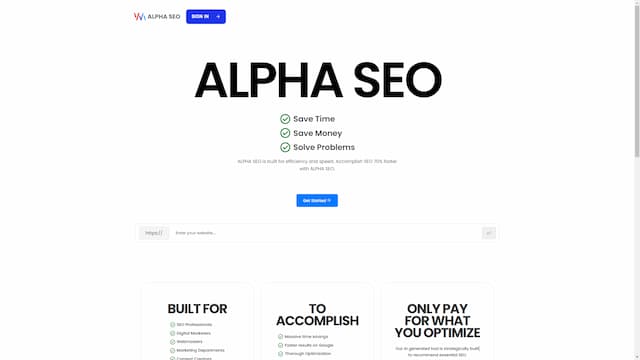 ALPHA SEO
SIGN IN
ALPHA SEO
Save Time
Save Money
Solve Problems
ALPHA SEO is built for efficiency and speed. Accomplish SEO 70% faster
with ALPHA SEO.
Get Started
https://
Enter your website...
BUILT FOR
SEO Professionals
Digital Marketers
Webmasters
Marketing Departments
Content Creators
TO
ACCOMPLISH
Massive time savings
Faster results on Google
Thorough Optimization
ONLY PAY
FOR WHAT
YOU OPTIMIZE
Our AI generated tool is strategically built
to recommend essential SEO